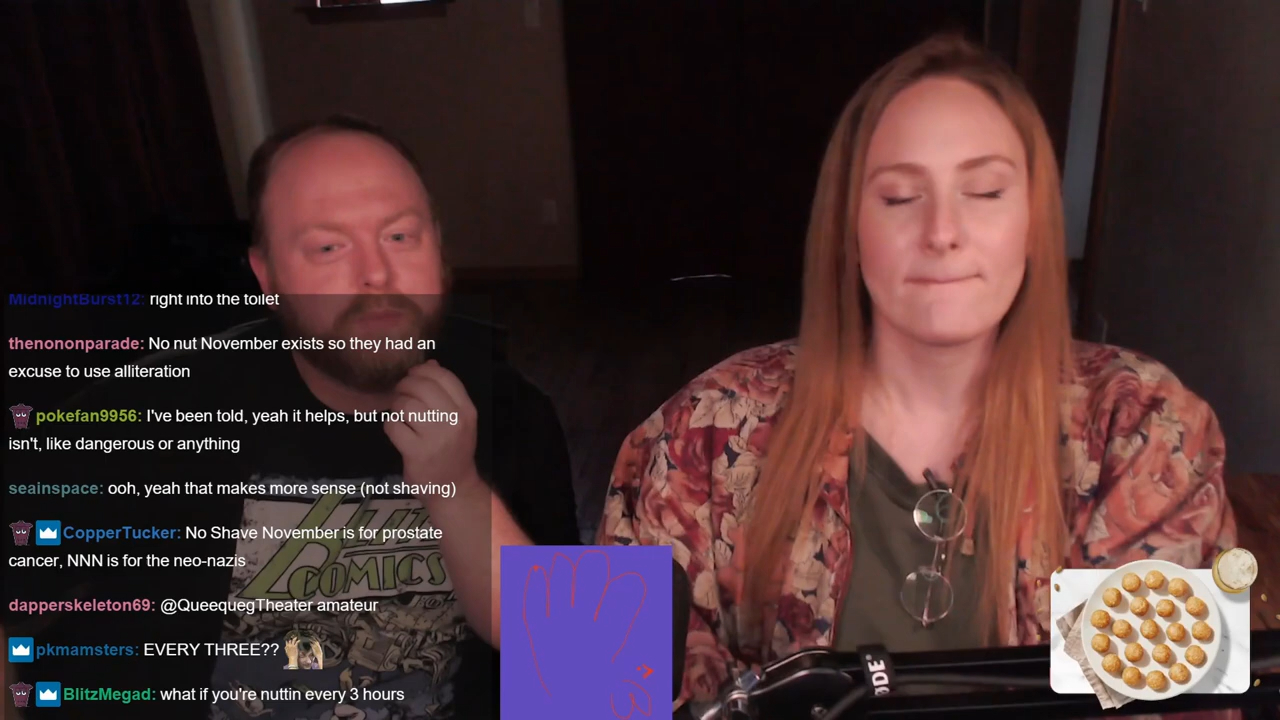 MidnightBurst12: right into the toilet
thenononparade: No nut November exists so they had an
excuse to use alliteration
pokefan9956: I've been told, yeah it helps, but not nutting
isn't, like dangerous or anything
seainspace: ooh, yeah that makes more sense (not shaving)
CopperTucker: No Shave November is for prostate
cancer, NNN is for the neo-nazis
dapperskeleton69: @QueequegTheater amateur
pkmamsters: EVERY THREE??
BlitzMegad: what if you're nuttin every 3 hours
COMICS